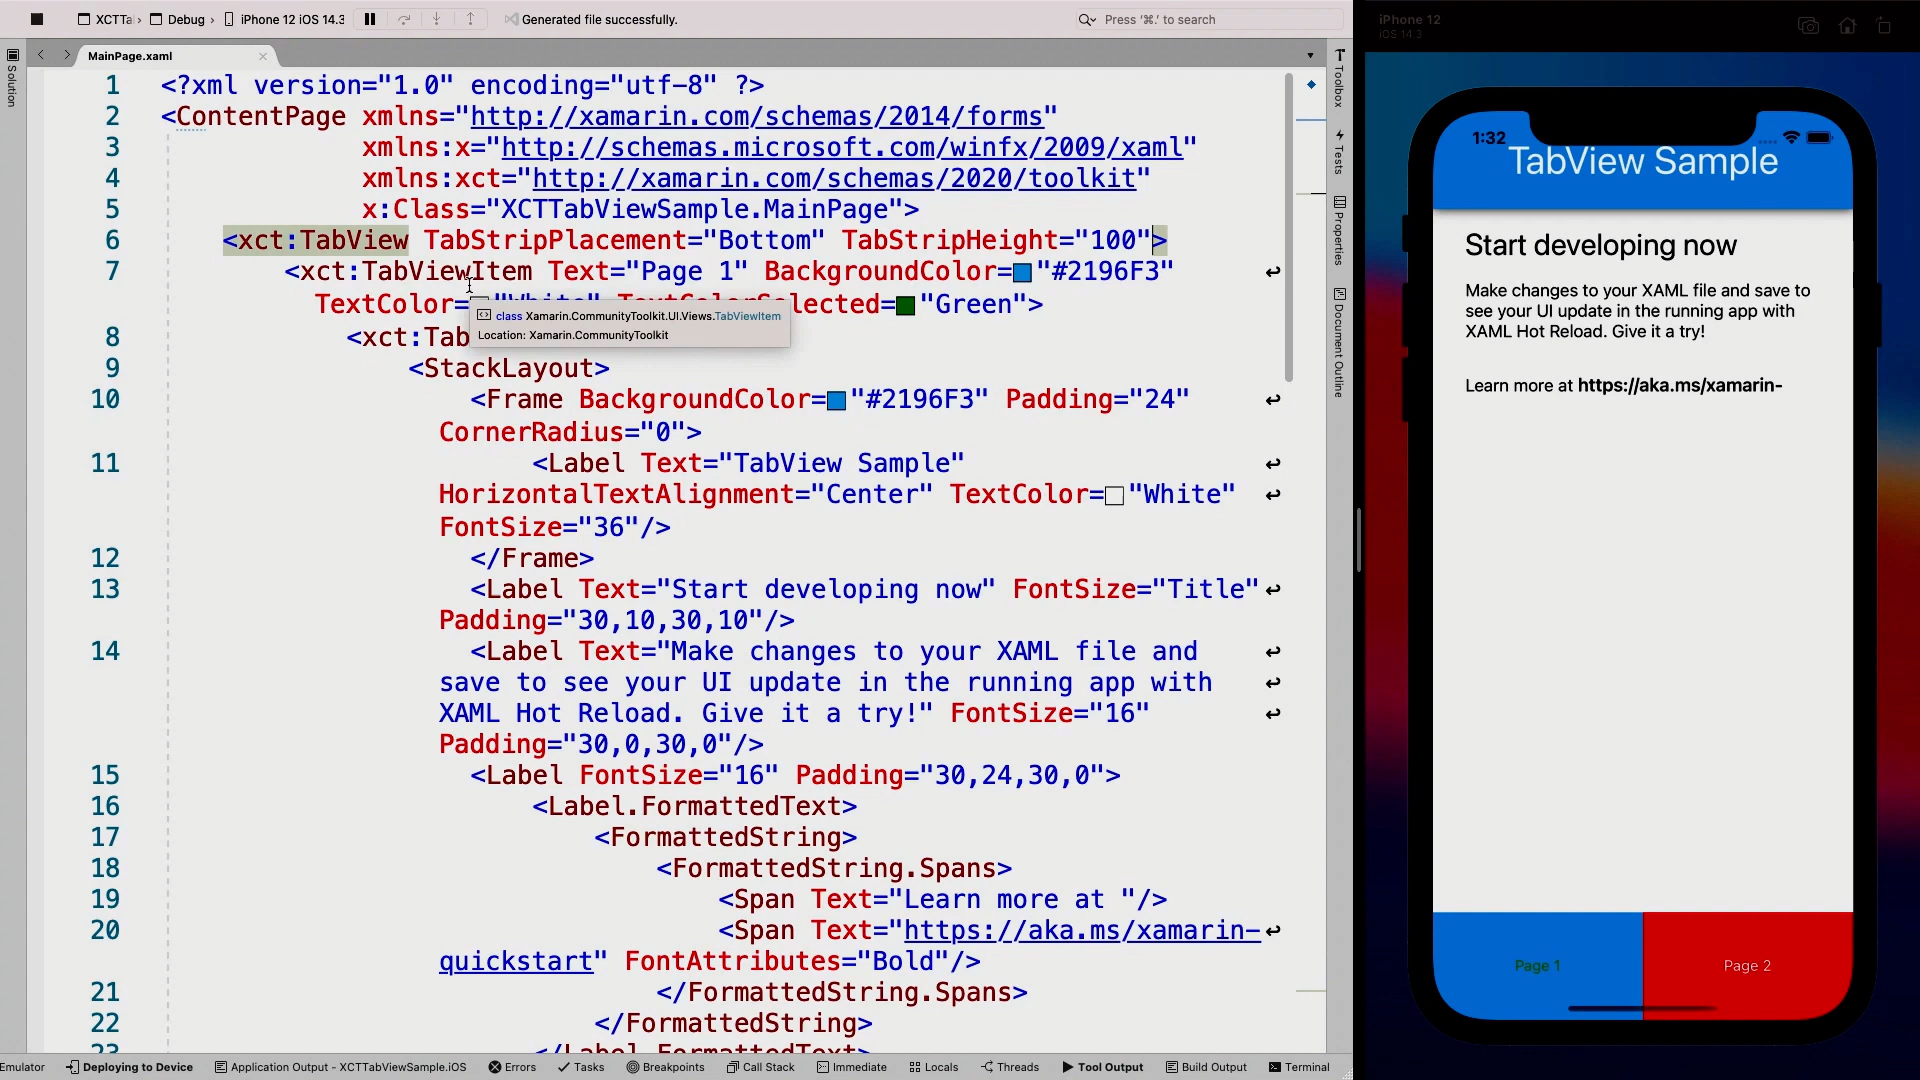 XCTTa
Debug
iPhone 12 iOS 14.3
Generated file successfully.
Press '⌘.' to search
Solution
MainPage.xaml
1 <?xml version="1.0" encoding="utf-8" ?>
2 <ContentPage xmlns="http://xamarin.com/schemas/2014/forms"
3 xmlns:x="http://schemas.microsoft.com/winfx/2009/xaml"
4 xmlns:xct="http://xamarin.com/schemas/2020/toolkit"
5 x:Class="XCTTabViewSample.MainPage">
6 <xct:TabView TabStripPlacement="Bottom" TabStripHeight="100">
7 <xct:TabViewItem Text="Page 1" BackgroundColor="#2196F3"
TextColor="White" TextColorSelected="Green">
class Xamarin.CommunityToolkit.UI.Views.TabViewItem
Location: Xamarin.CommunityToolkit
8 <xct:Tab
9 <StackLayout>
10 <Frame BackgroundColor="#2196F3" Padding="24"
CornerRadius="0">
11 <Label Text="TabView Sample"
HorizontalTextAlignment="Center" TextColor="White"
FontSize="36"/>
12 </Frame>
13 <Label Text="Start developing now" FontSize="Title"
Padding="30,10,30,10"/>
14 <Label Text="Make changes to your XAML file and
save to see your UI update in the running app with
XAML Hot Reload. Give it a try!" FontSize="16"
Padding="30,0,30,0"/>
15 <Label FontSize="16" Padding="30,24,30,0">
16 <Label.FormattedText>
17 <FormattedString>
18 <FormattedString.Spans>
19 <Span Text="Learn more at "/>
20 <Span Text="https://aka.ms/xamarin-
quickstart" FontAttributes="Bold"/>
21 </FormattedString.Spans>
22 </FormattedString>
23 </Label.FormattedText>
Toolbox
Tests
Properties
Document Outline
Emulator
Deploying to Device
Application Output - XCTTabViewSample.iOS
Errors
Tasks
Breakpoints
Call Stack
Immediate
Locals
Threads
Tool Output
Build Output
Terminal
iPhone 12
iOS 14.3
1:32
TabView Sample
Start developing now
Make changes to your XAML file and save to
see your UI update in the running app with
XAML Hot Reload. Give it a try!
Learn more at https://aka.ms/xamarin-
Page 1
Page 2